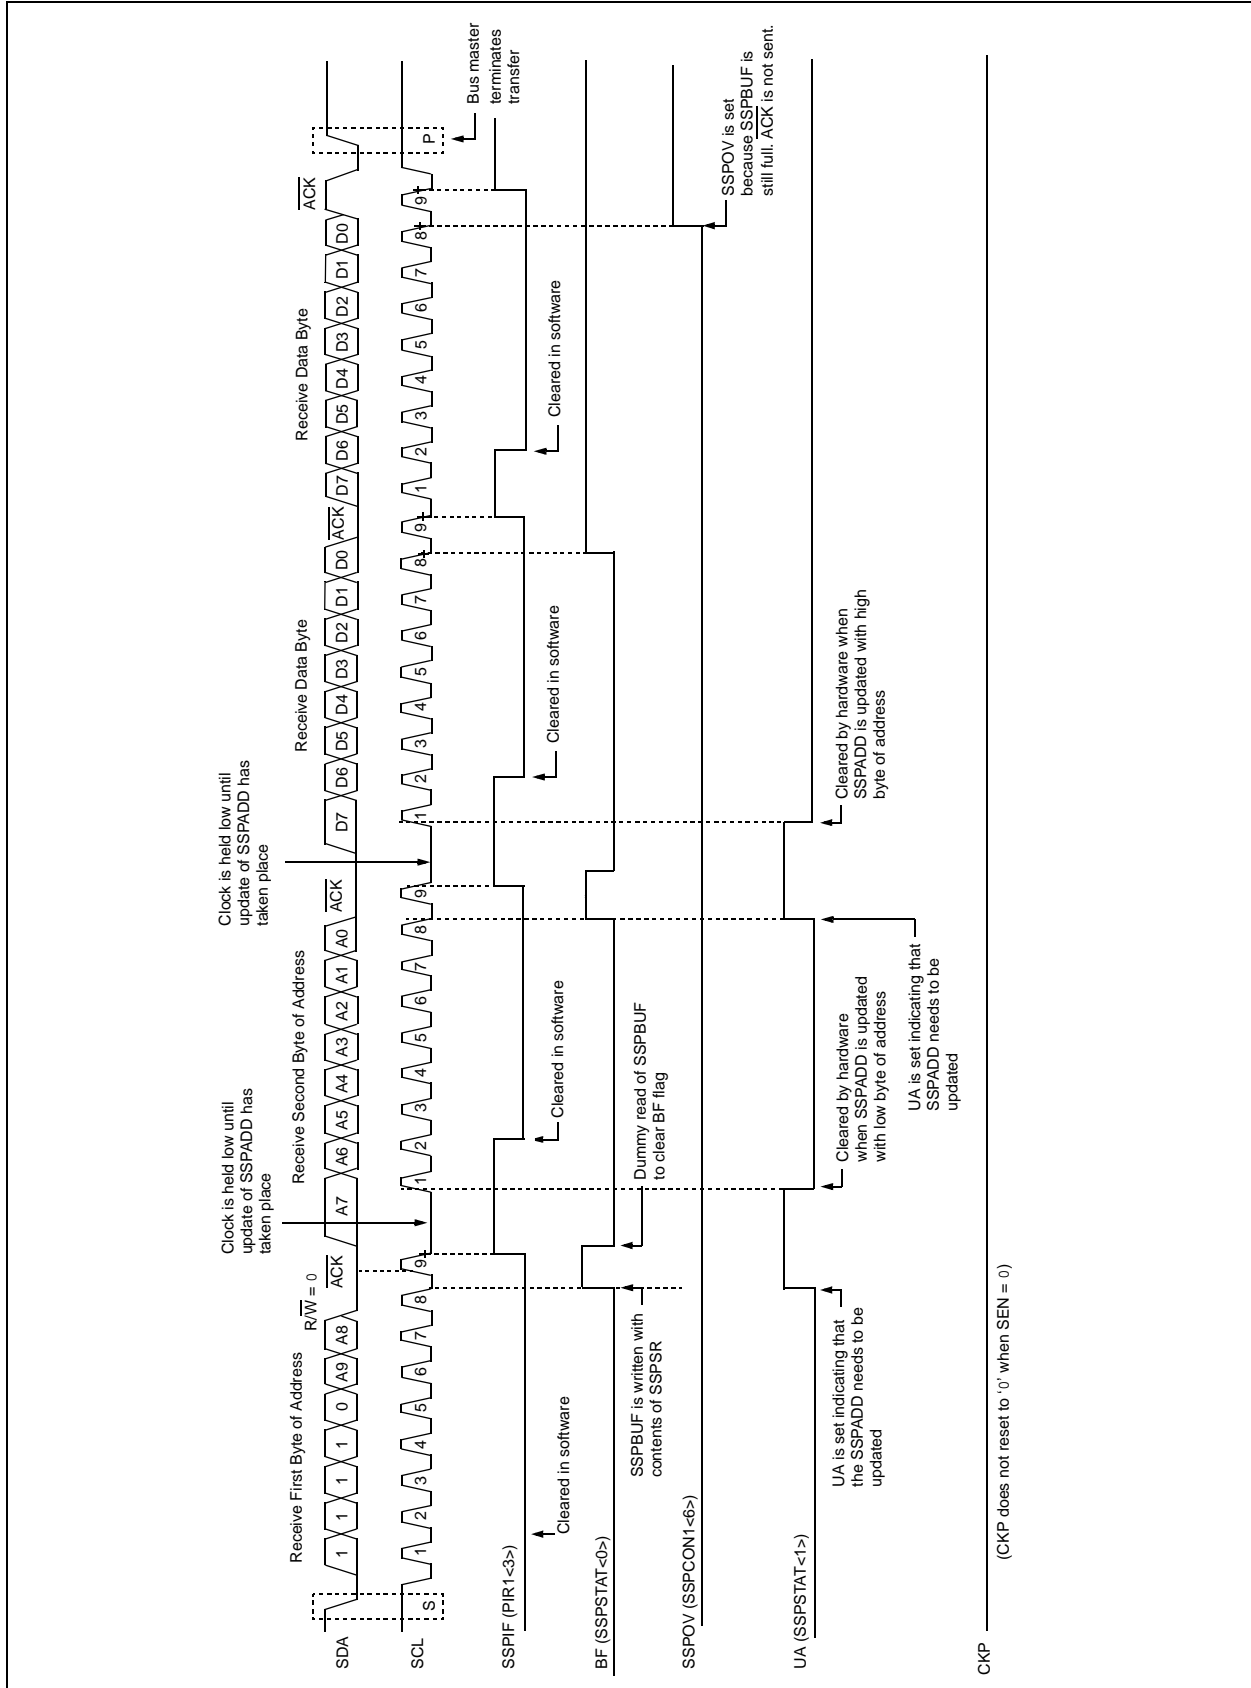 Receive First Byte of Address
R/W = 0
ACK
Clock is held low until
update of SSPADD has
taken place
Receive Second Byte of Address
ACK
Clock is held low until
update of SSPADD has
taken place
Receive Data Byte
ACK
Receive Data Byte
ACK
SDA
1 1 1 1 0 A9 A8
A7 A6 A5 A4 A3 A2 A1 A0
D7 D6 D5 D4 D3 D2 D1 D0
D7 D6 D5 D4 D3 D2 D1 D0
SCL
S
1 2 3 4 5 6 7 8 9
1 2 3 4 5 6 7 8 9
1 2 3 4 5 6 7 8 9
1 2 3 4 5 6 7 8 9
P
Bus master
terminates
transfer
SSPIF (PIR1<3>)
Cleared in software
Cleared in software
Cleared in software
Cleared in software
BF (SSPSTAT<0>)
SSPBUF is written with
contents of SSPSR
Dummy read of SSPBUF
to clear BF flag
SSPOV (SSPCON1<6>)
SSPOV is set
because SSPBUF is
still full. ACK is not sent.
UA (SSPSTAT<1>)
UA is set indicating that
the SSPADD needs to be
updated
Cleared by hardware
when SSPADD is updated
with low byte of address
UA is set indicating that
SSPADD needs to be
updated
Cleared by hardware when
SSPADD is updated with high
byte of address
CKP
(CKP does not reset to ‘0’ when SEN = 0)